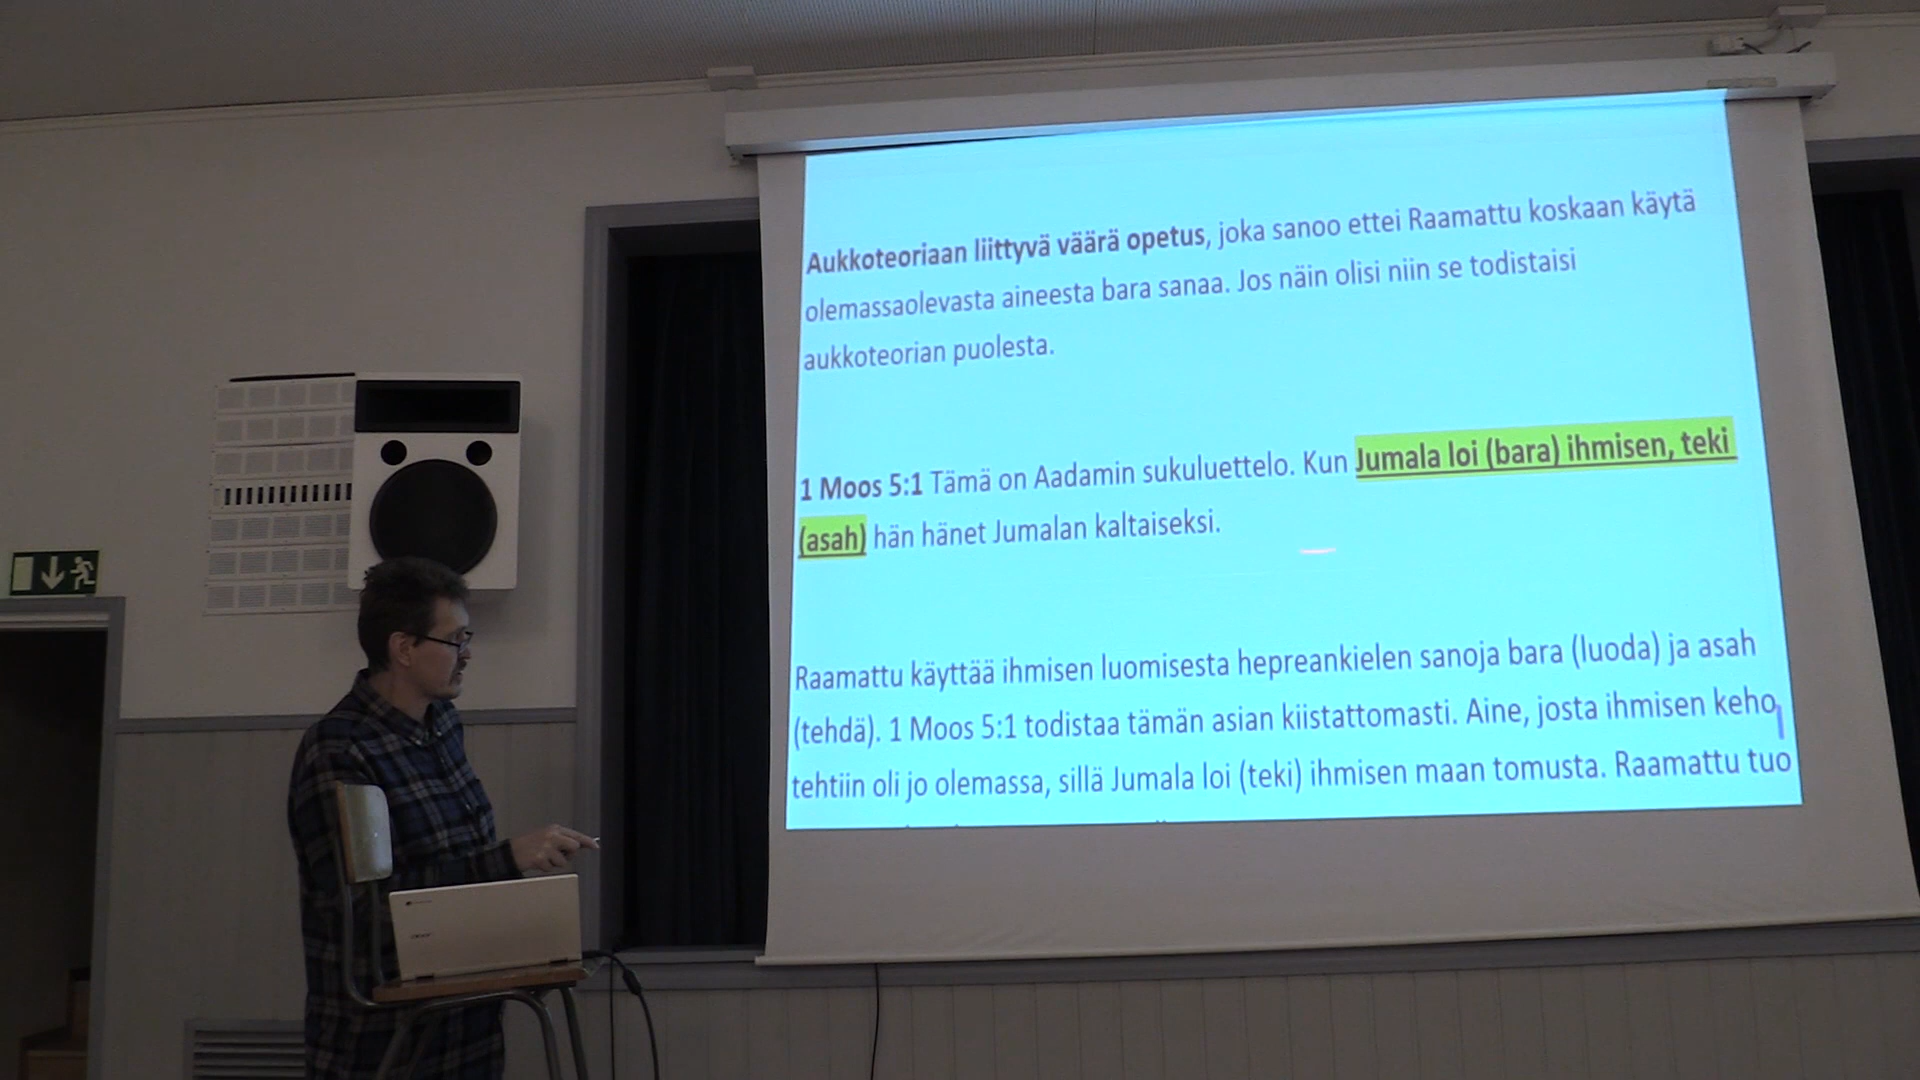 Aukkoteoriaan liittyvä väärä opetus, joka sanoo ettei Raamattu koskaan käytä
olemassaolevasta aineesta bara sanaa. Jos näin olisi niin se todistaisi
aukkoteorian puolesta.
1 Moos 5:1 Tämä on Aadamin sukuluettelo. Kun Jumala loi (bara) ihmisen, teki
(asah) hän hänet Jumalan kaltaiseksi.
Raamattu käyttää ihmisen luomisesta hepreankielen sanoja bara (luoda) ja asah
(tehdä). 1 Moos 5:1 todistaa tämän asian kiistattomasti. Aine, josta ihmisen keho
tehtiin oli jo olemassa, sillä Jumala loi (teki) ihmisen maan tomusta. Raamattu tuo